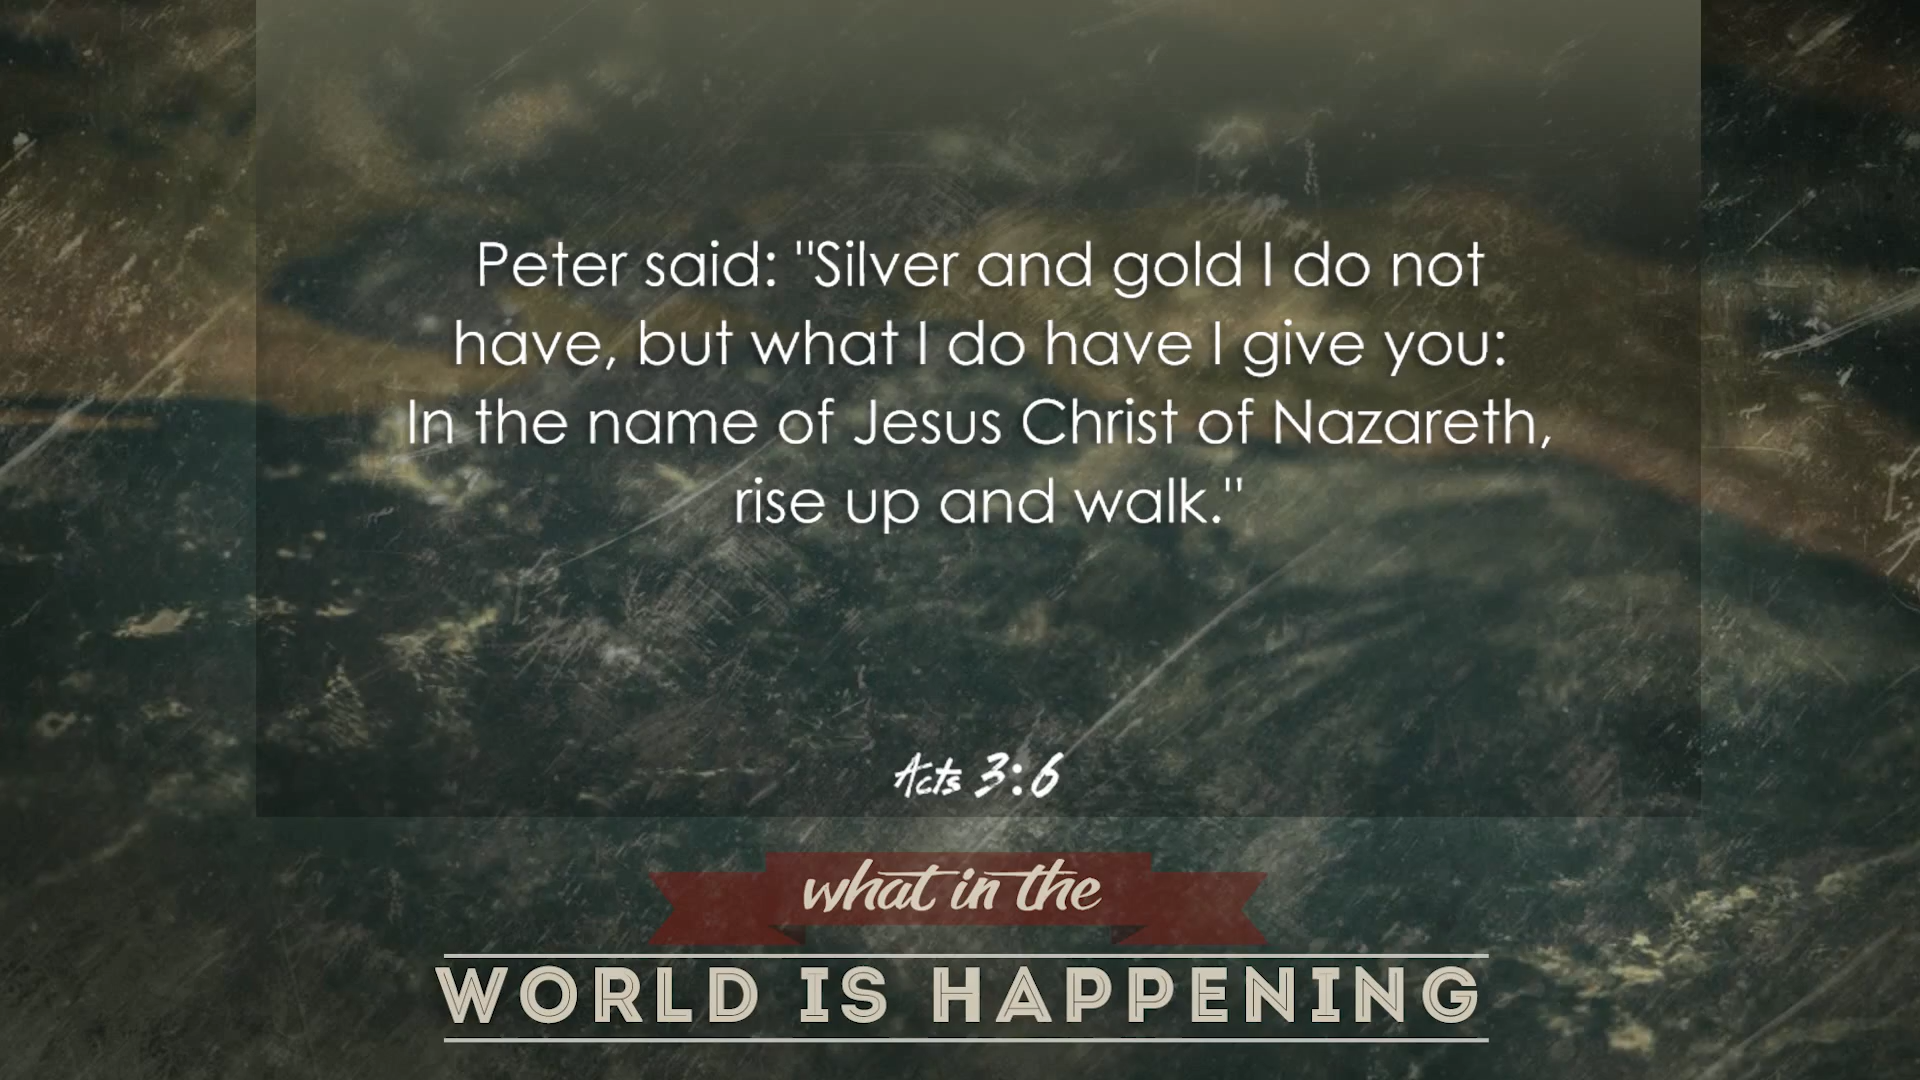 Peter said: "Silver and gold I do not
have, but what I do have I give you:
In the name of Jesus Christ of Nazareth,
rise up and walk."
Acts 3:6
what in the
WORLD IS HAPPENING